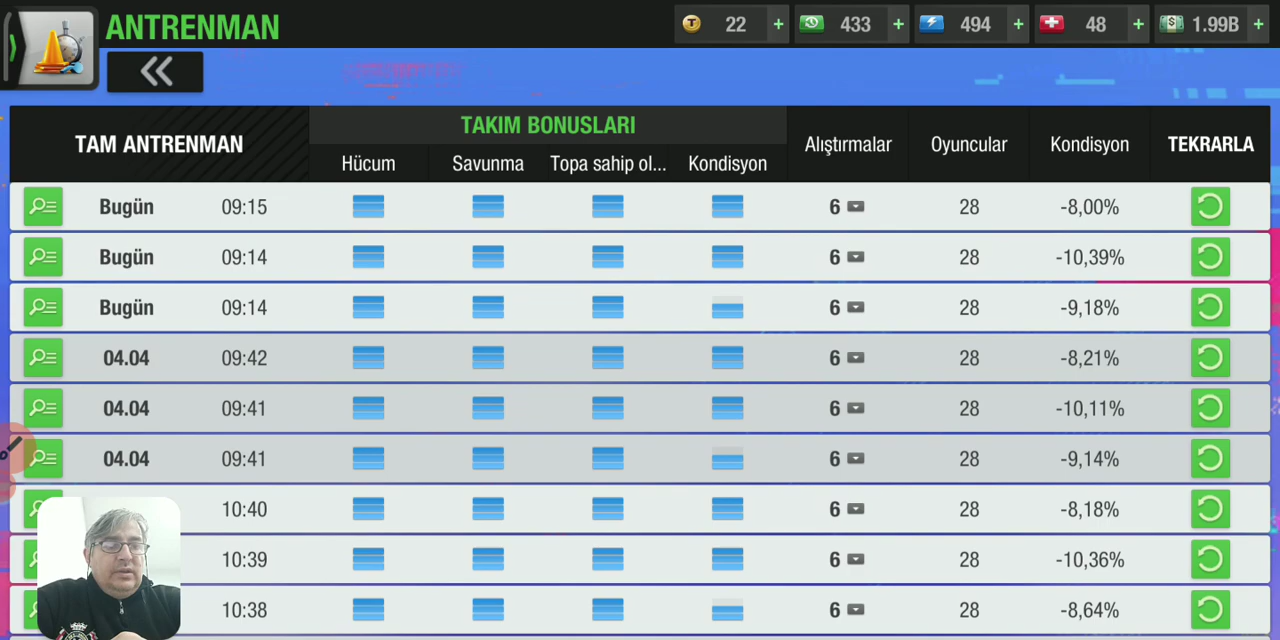 ANTRENMAN
22 + 433 + 494 + 48 + 1.99B +
TAM ANTRENMAN
TAKIM BONUSLARI
Hücum Savunma Topa sahip ol... Kondisyon
Alıştırmalar Oyuncular Kondisyon TEKRARLA
Bugün 09:15 6 28 -8,00%
Bugün 09:14 6 28 -10,39%
Bugün 09:14 6 28 -9,18%
04.04 09:42 6 28 -8,21%
04.04 09:41 6 28 -10,11%
04.04 09:41 6 28 -9,14%
10:40 6 28 -8,18%
10:39 6 28 -10,36%
10:38 6 28 -8,64%